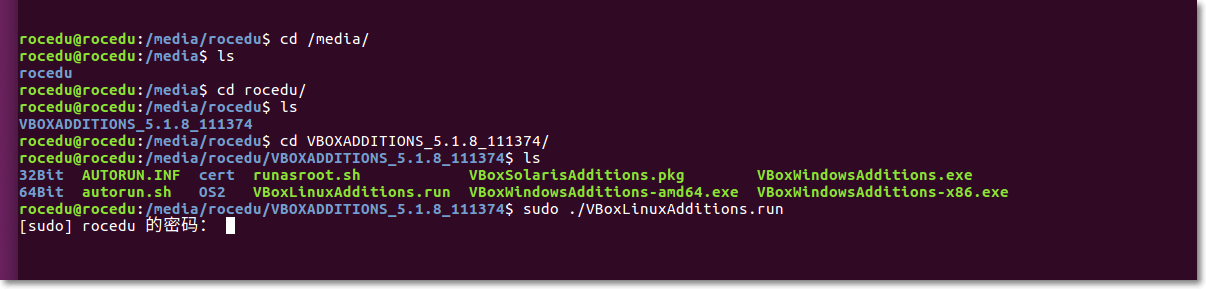 rocedu@rocedu:/media/rocedu$ cd /media/
rocedu@rocedu:/media$ ls
rocedu
rocedu@rocedu:/media$ cd rocedu/
rocedu@rocedu:/media/rocedu$ ls
VBOXADDITIONS_5.1.8_111374
rocedu@rocedu:/media/rocedu$ cd VBOXADDITIONS_5.1.8_111374/
rocedu@rocedu:/media/rocedu/VBOXADDITIONS_5.1.8_111374$ ls
32Bit  AUTORUN.INF  cert  runasroot.sh            VBoxSolarisAdditions.pkg        VBoxWindowsAdditions.exe
64Bit  autorun.sh   OS2   VBoxLinuxAdditions.run  VBoxWindowsAdditions-amd64.exe  VBoxWindowsAdditions-x86.exe
rocedu@rocedu:/media/rocedu/VBOXADDITIONS_5.1.8_111374$ sudo ./VBoxLinuxAdditions.run
[sudo] rocedu 的密码：